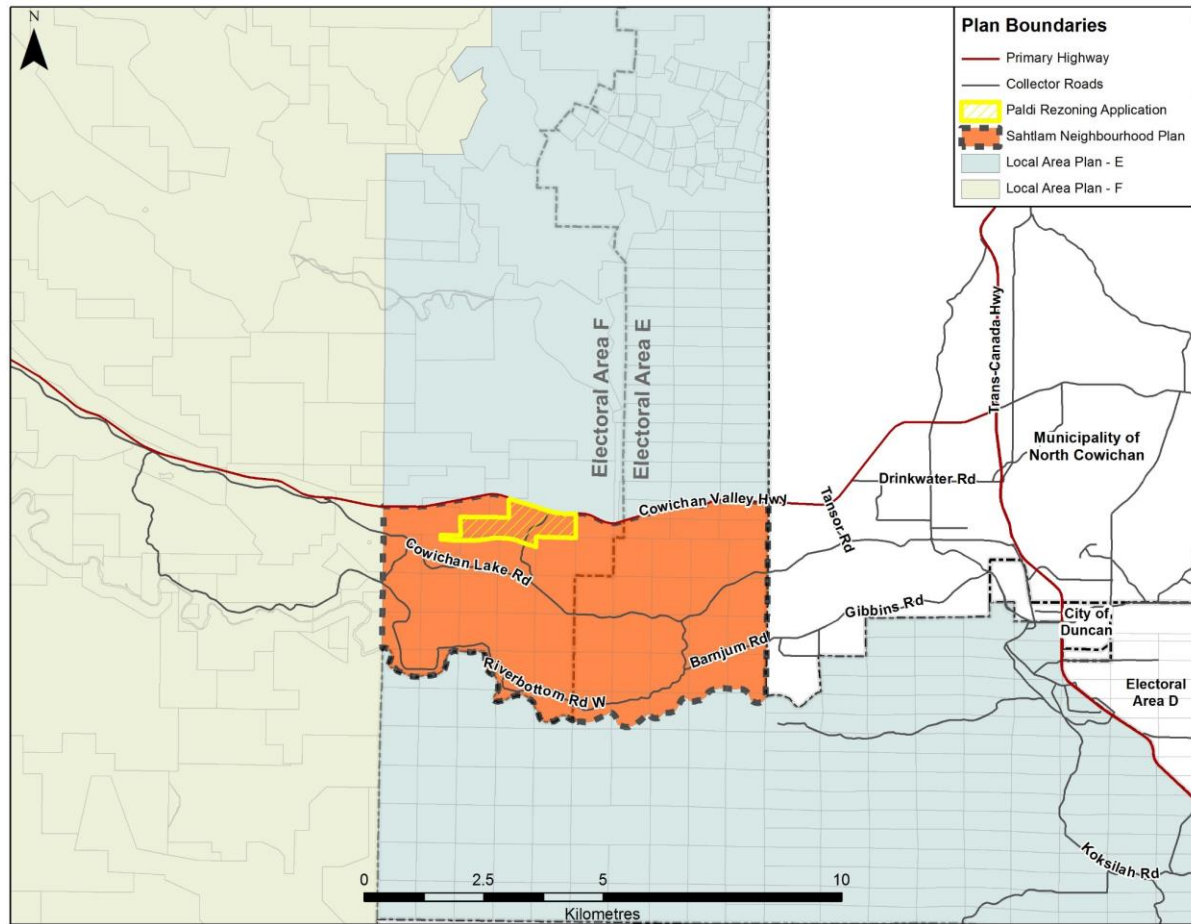 N
Plan Boundaries
Primary Highway
Collector Roads
Paldi Rezoning Application
Sahtlam Neighbourhood Plan
Local Area Plan - E
Local Area Plan - F
Electoral Area F
Electoral Area E
Trans-Canada Hwy
Municipality of
North Cowichan
Drinkwater Rd
Cowichan Valley Hwy
Tansor Rd
Cowichan Lake Rd
Gibbins Rd
City of
Duncan
Barnjum Rd
Riverbottom Rd W
Electoral
Area D
Koksilah Rd
0 2.5 5 10
Kilometres